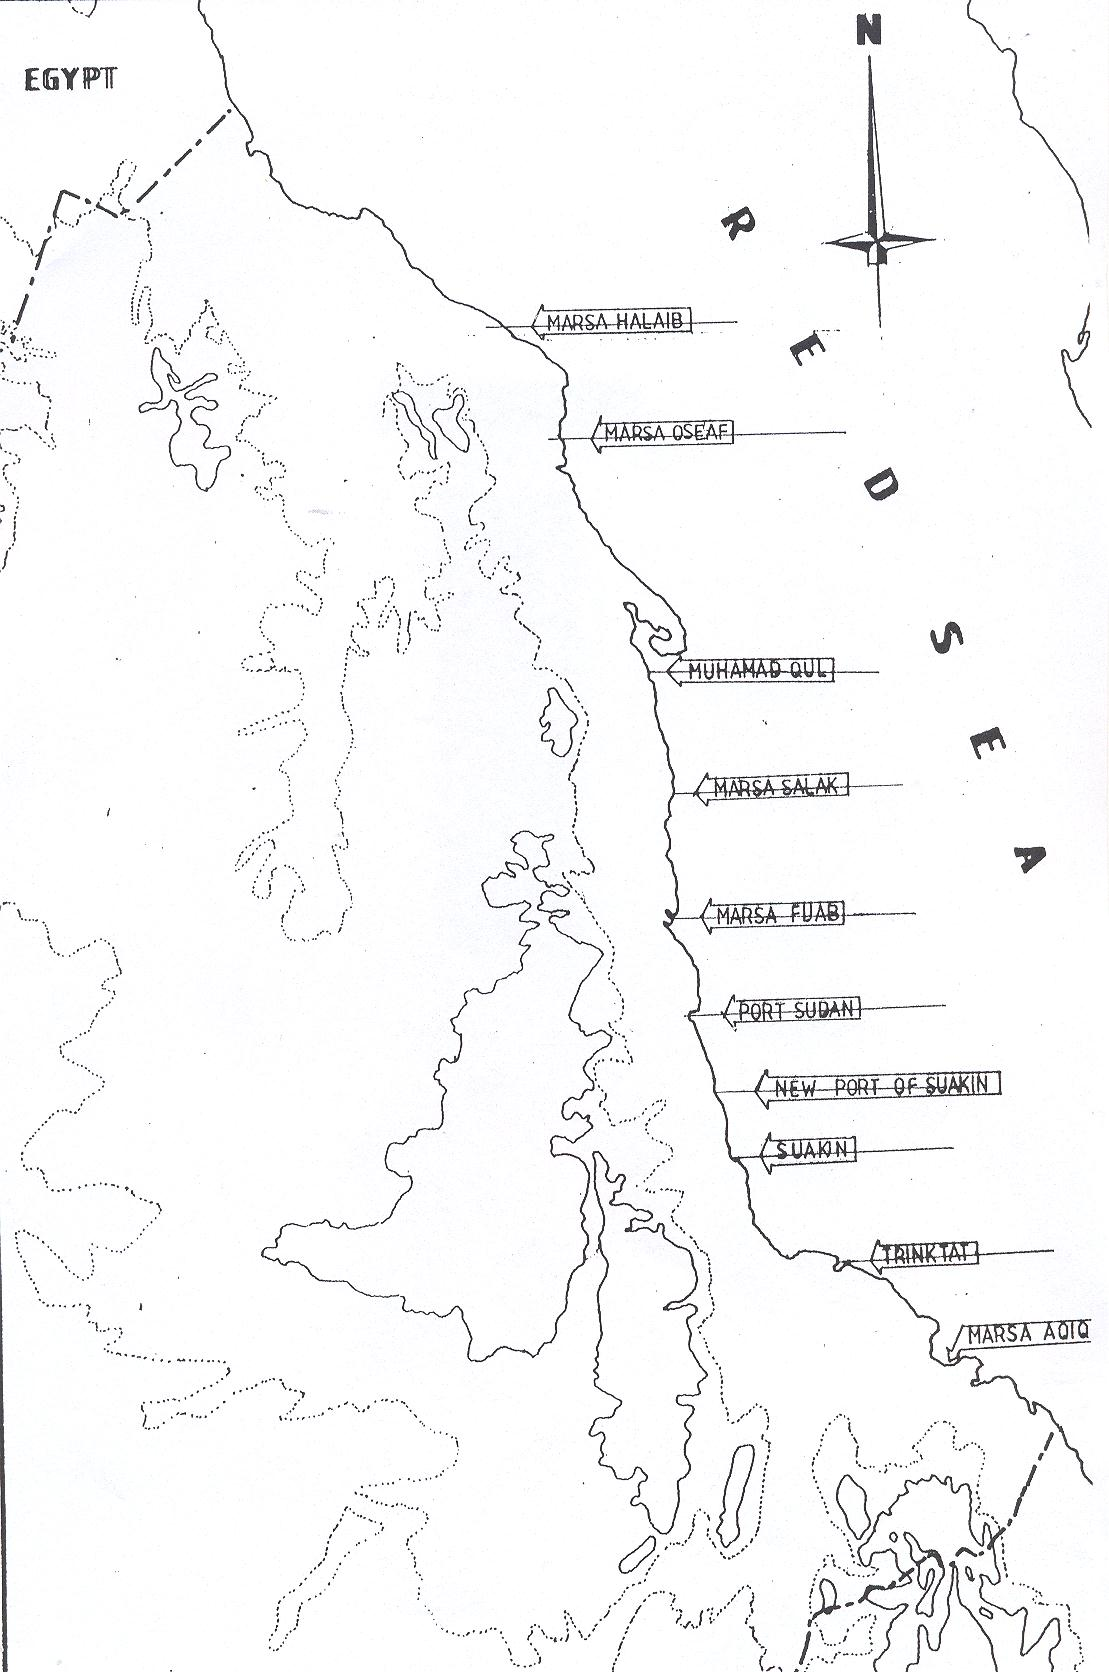 N
EGYPT
R
E
D
S
E
A
MARSA HALAIB
MARSA OSEAF
MUHAMAD QUL
MARSA SALAK
MARSA FIJAB
PORT SUDAN
NEW PORT OF SUAKIN
SUAKIN
TRINKTAT
MARSA AQIQ